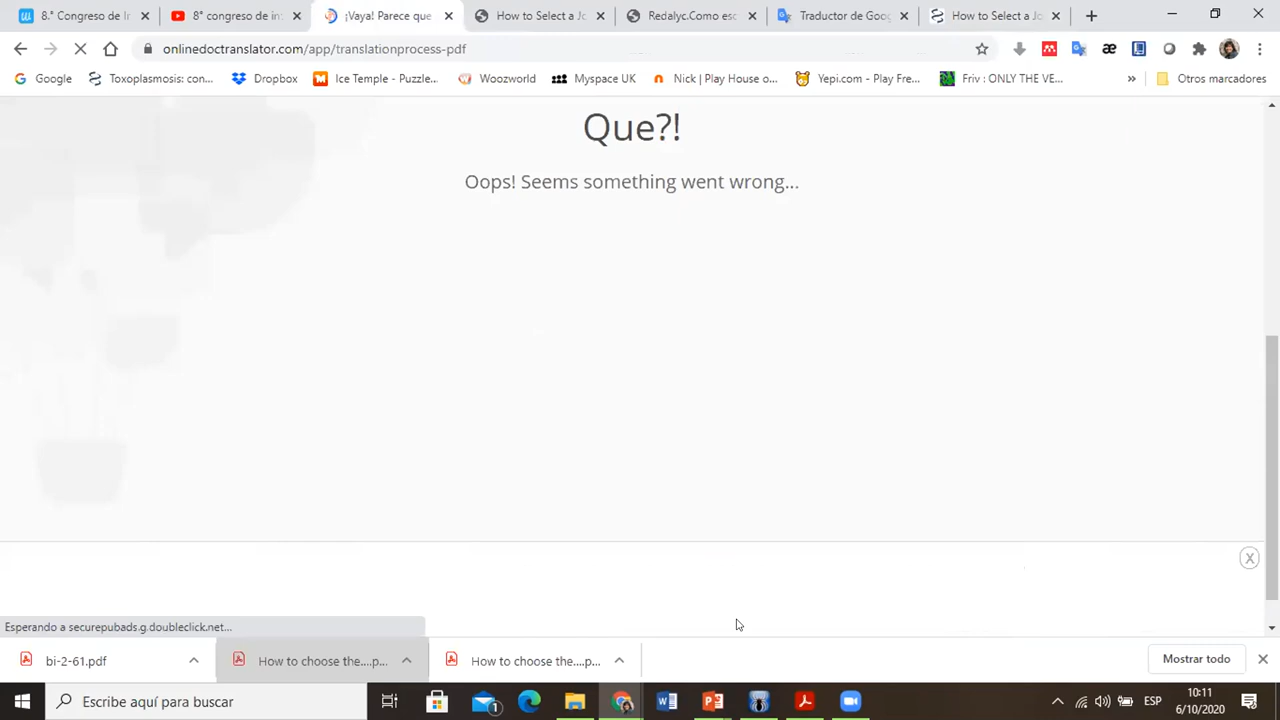 8.° Congreso de Ir
8° congreso de in
¡Vaya! Parece que
How to Select a Jo
Redalyc.Como esc
Traductor de Goog
How to Select a Jo
onlinedoctranslator.com/app/translationprocess-pdf
Google
Toxoplasmosis: con...
Dropbox
Ice Temple - Puzzle...
Woozworld
Myspace UK
Nick | Play House o...
Yepi.com - Play Fre...
Friv : ONLY THE VE...
»
Otros marcadores
Que?!
Oops! Seems something went wrong...
X
Esperando a securepubads.g.doubleclick.net...
bi-2-61.pdf
How to choose the....p...
How to choose the....p...
Mostrar todo
Escribe aquí para buscar
1
ESP
10:11
6/10/2020